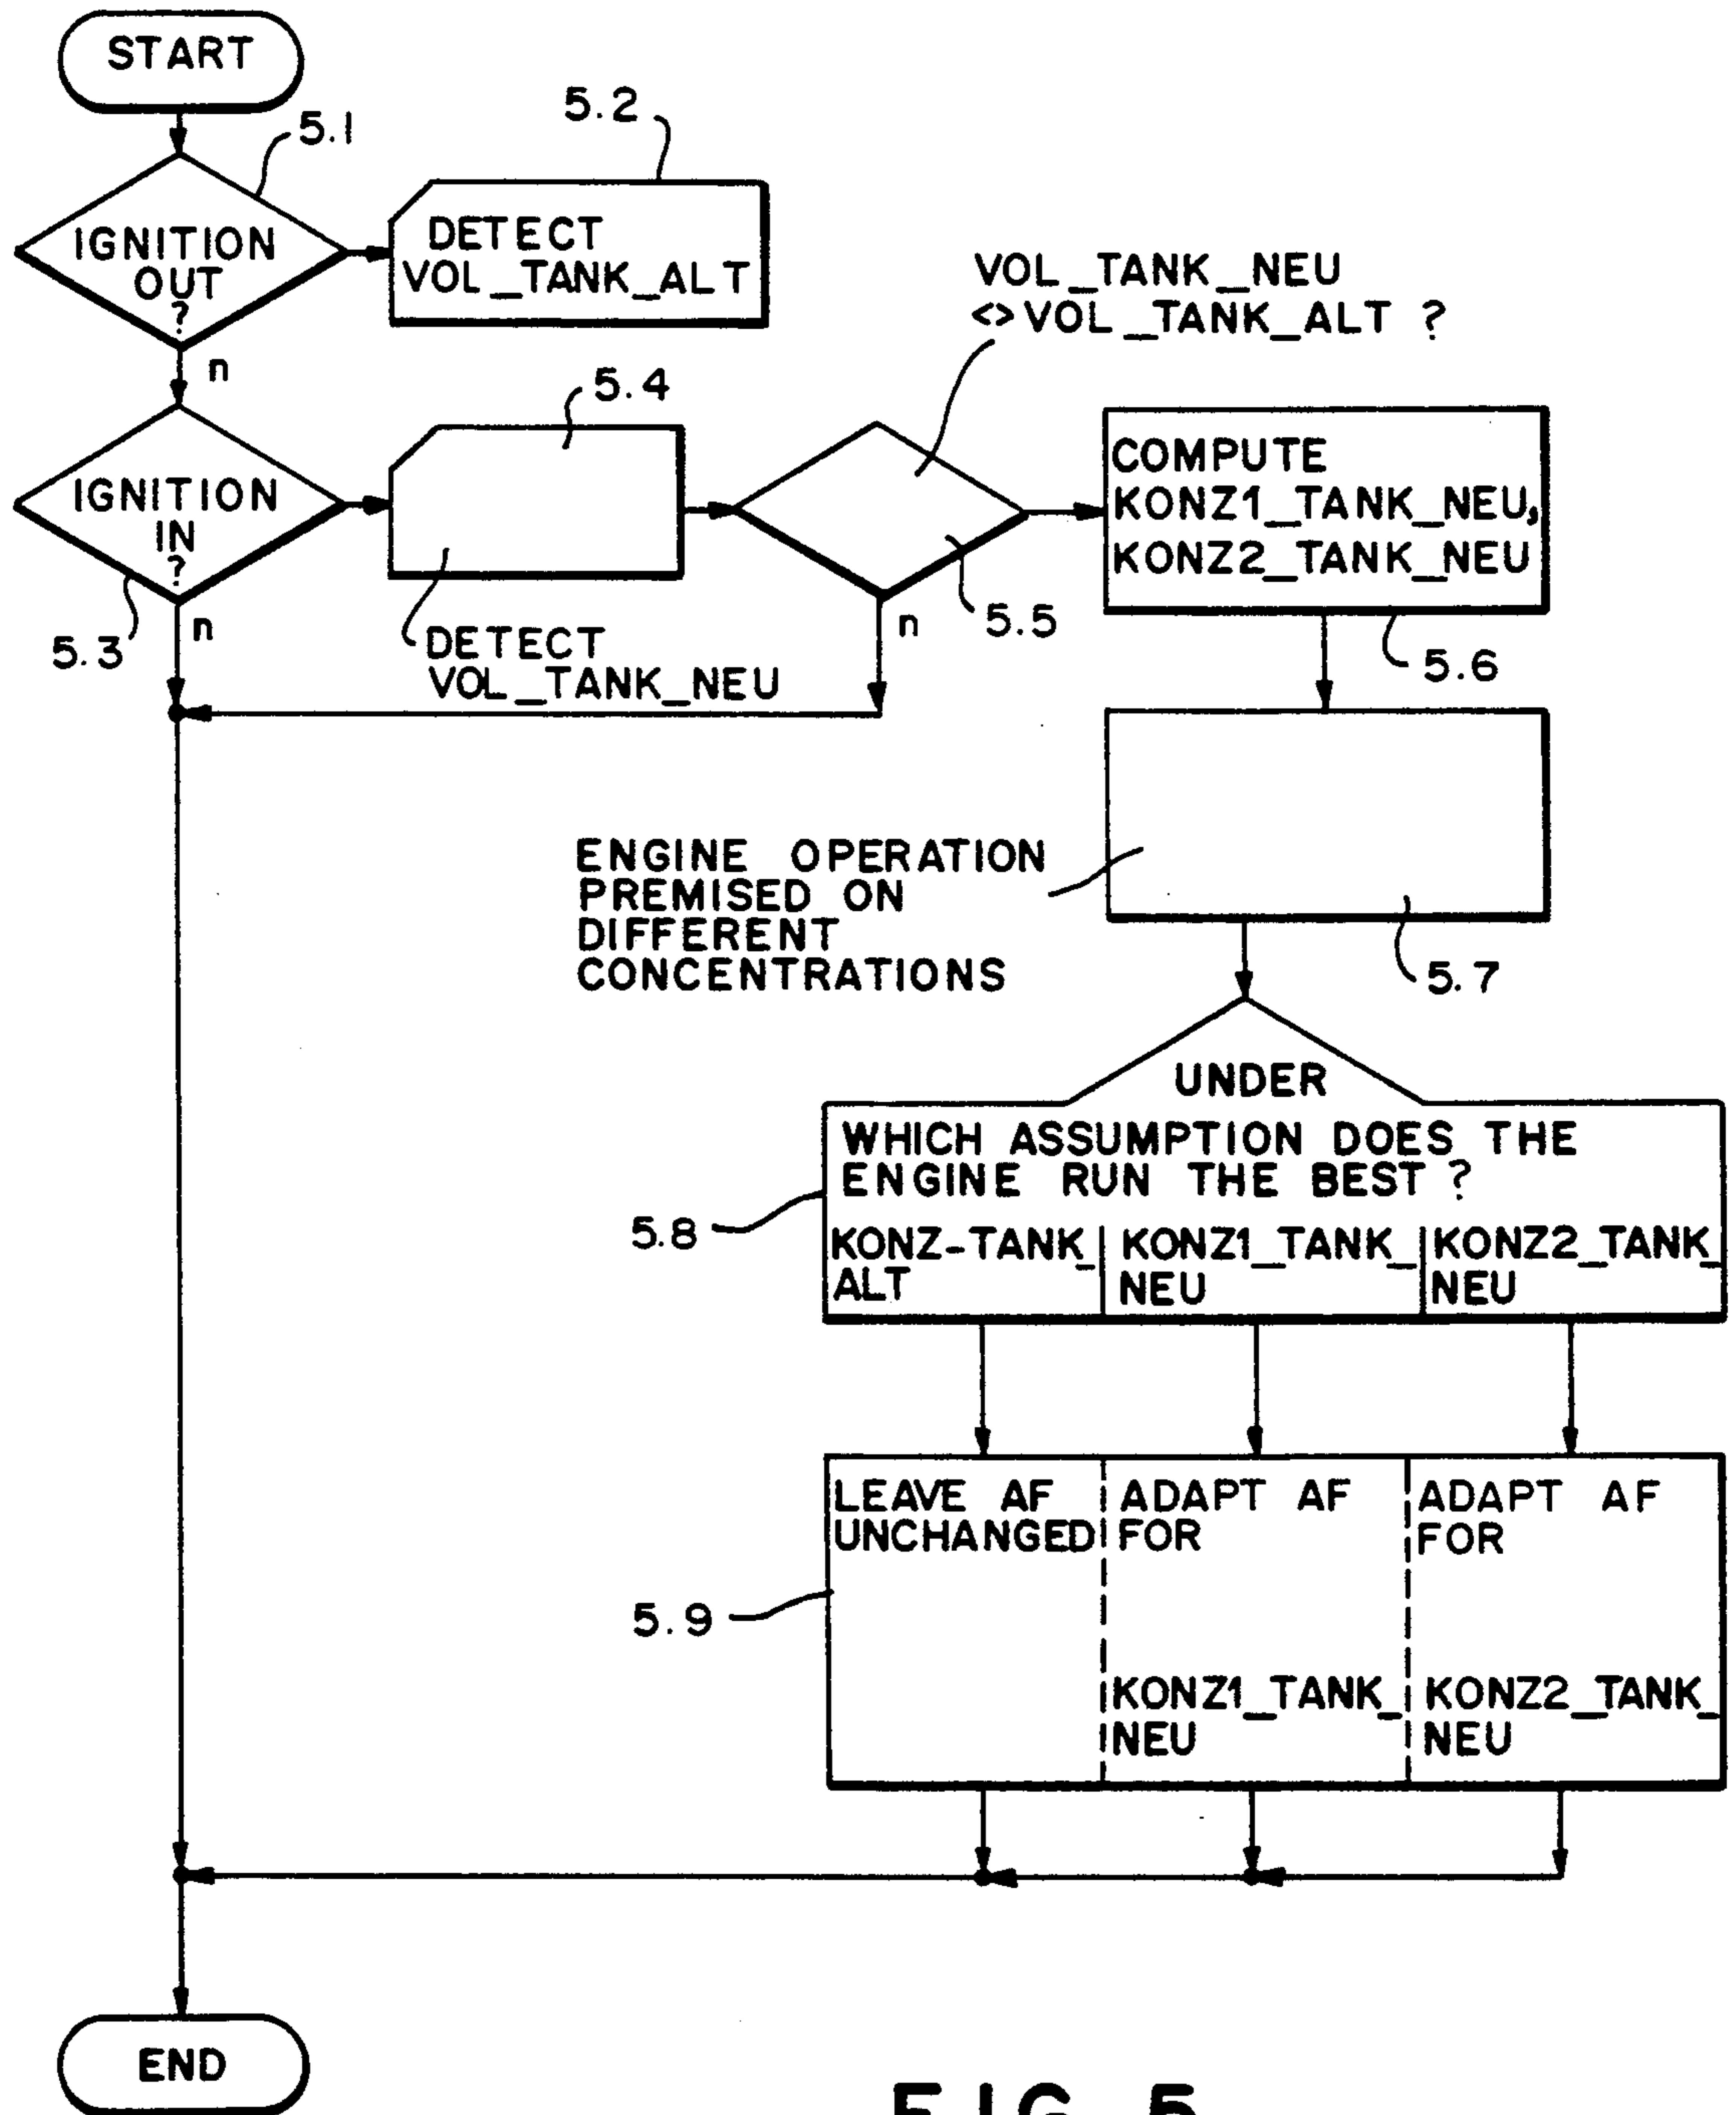 START
5.1
5.2
IGNITION
OUT
?
DETECT
VOL_TANK_ALT
VOL_TANK_NEU
<>VOL_TANK_ALT ?
n
5.4
IGNITION
IN
?
COMPUTE
KONZ1_TANK_NEU,
KONZ2_TANK_NEU
5.3
n
DETECT
VOL_TANK_NEU
n
5.5
5.6
ENGINE OPERATION
PREMISED ON
DIFFERENT
CONCENTRATIONS
5.7
UNDER
WHICH ASSUMPTION DOES THE
ENGINE RUN THE BEST ?
5.8
KONZ-TANK_
ALT
KONZ1_TANK_
NEU
KONZ2_TANK_
NEU
LEAVE AF
UNCHANGED
ADAPT AF
FOR
KONZ1_TANK_
NEU
ADAPT AF
FOR
KONZ2_TANK_
NEU
5.9
END
FIG. 5